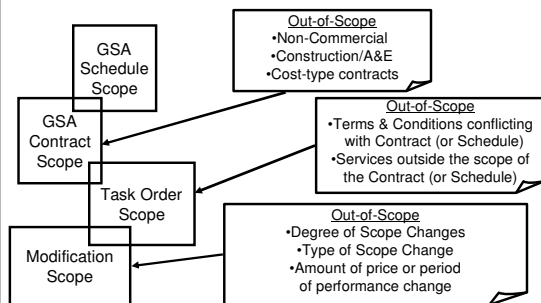 GSA
Schedule
Scope
GSA
Contract
Scope
Task Order
Scope
Modification
Scope
Out-of-Scope
•Non-Commercial
•Construction/A&E
•Cost-type contracts
Out-of-Scope
•Terms & Conditions conflicting
with Contract (or Schedule)
•Services outside the scope of
the Contract (or Schedule)
Out-of-Scope
•Degree of Scope Changes
•Type of Scope Change
•Amount of price or period
of performance change